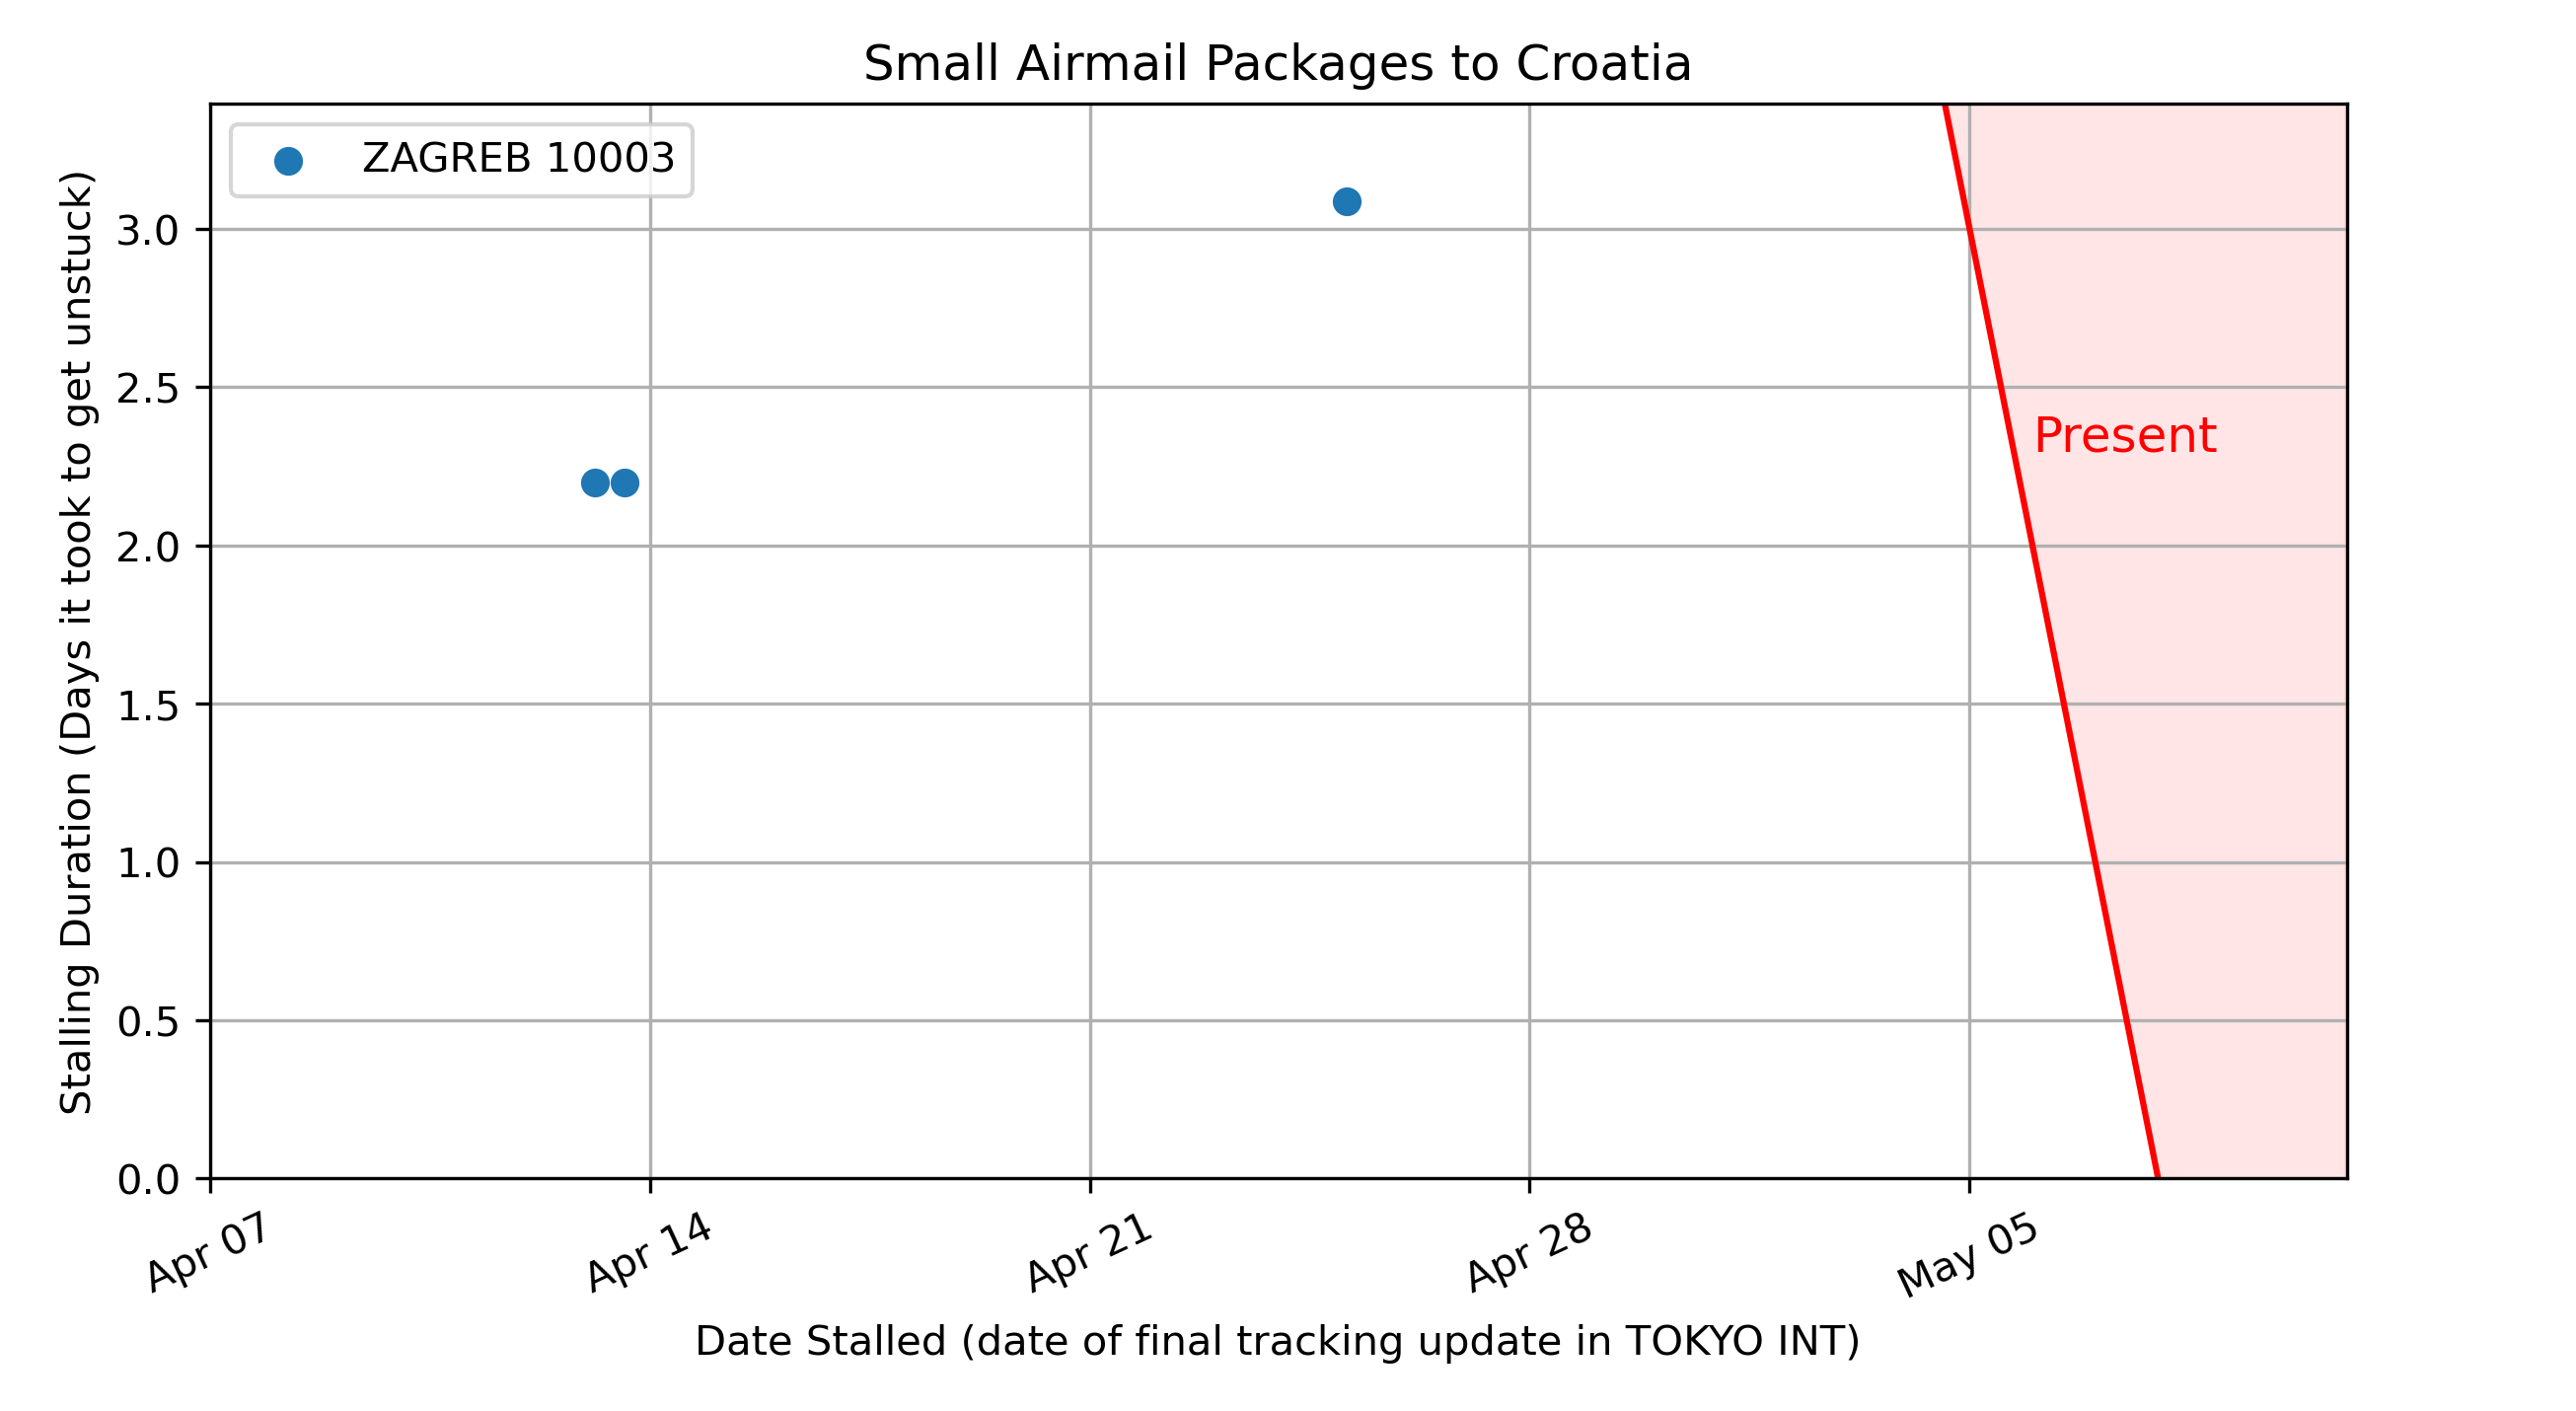 Small Airmail Packages to Croatia
ZAGREB 10003
Stalling Duration (Days it took to get unstuck)
3.0
2.5
2.0
1.5
1.0
0.5
0.0
Present
Apr 07
Apr 14
Apr 21
Apr 28
May 05
Date Stalled (date of final tracking update in TOKYO INT)